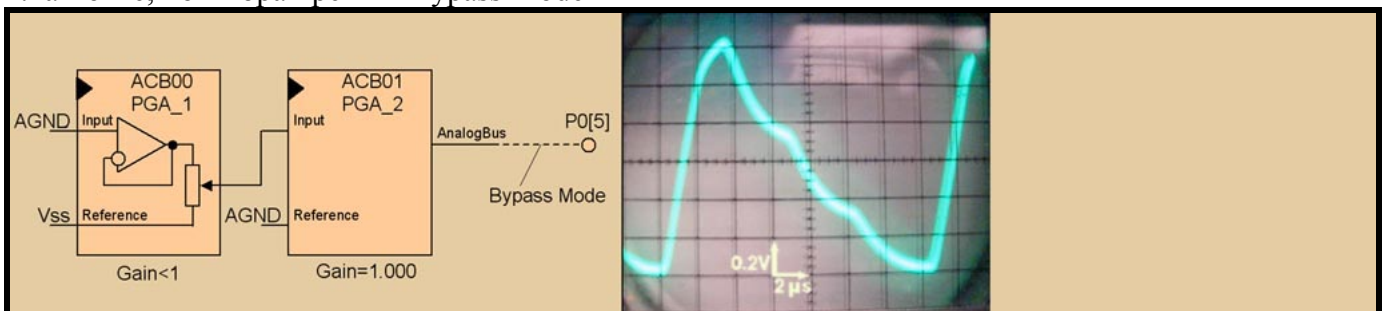 ACB00
PGA_1
AGND
Input
Vss
Reference
Gain<1
ACB01
PGA_2
Input
AnalogBus
P0[5]
Bypass Mode
AGND
Reference
Gain=1.000
0.2V
2 µs